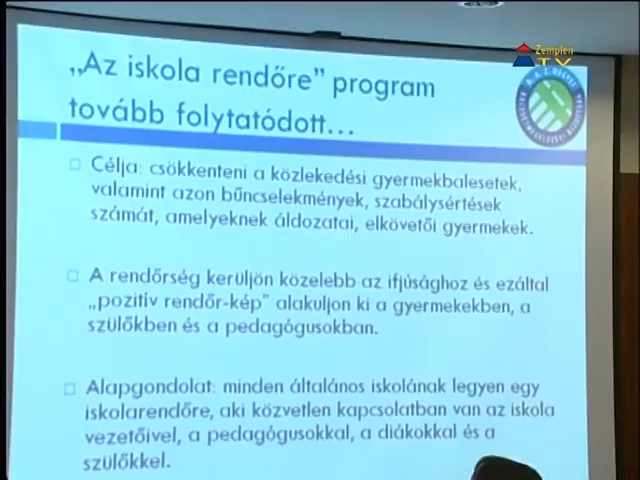 Zemplén
TV
„Az iskola rendőre” program
tovább folytatódott...
Célja: csökkenteni a közlekedési gyermekbalesetek,
valamint azon bűncselekmények, szabálysértések
számát, amelyeknek áldozatai, elkövetői gyermekek.
A rendőrség kerüljön közelebb az ifjúsághoz és ezáltal
„pozitív rendőr-kép” alakuljon ki a gyermekekben, a
szülőkben és a pedagógusokban.
Alapgondolat: minden általános iskolának legyen egy
iskolarendőre, aki közvetlen kapcsolatban van az iskola
vezetőivel, a pedagógusokkal, a diákokkal és a
szülőkkel.